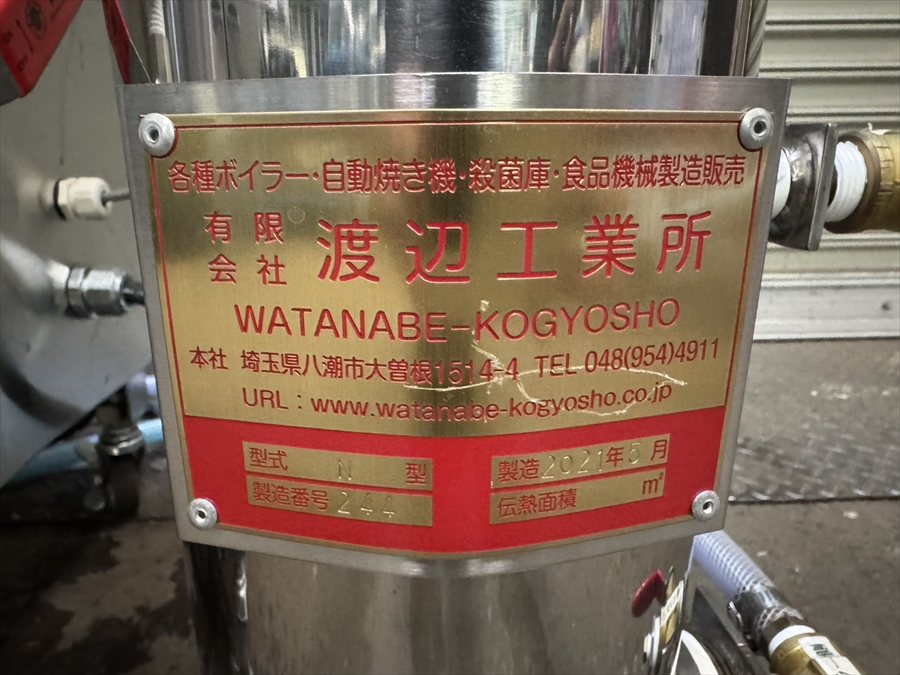 各種ボイラー・自動焼き機・殺菌庫・食品機械製造販売
有限会社 渡辺工業所
WATANABE-KOGYOSHO
本社 埼玉県八潮市大曽根1514-4 TEL 048(954)4911
URL：www.watanabe-kogyosho.co.jp
型式 N 型
製造番号 244
製造 2021年5月
伝熱面積 m²